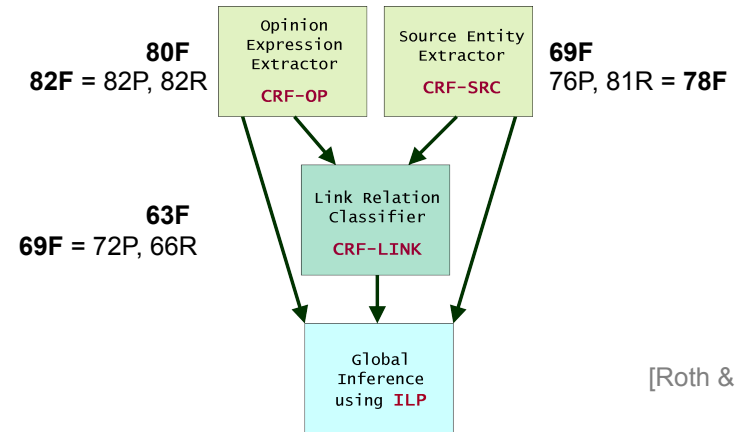 80F
82F = 82P, 82R
Opinion
Expression
Extractor
CRF-OP
Source Entity
Extractor
CRF-SRC
69F
76P, 81R = 78F
63F
69F = 72P, 66R
Link Relation
Classifier
CRF-LINK
Global
Inference
using ILP
[Roth &